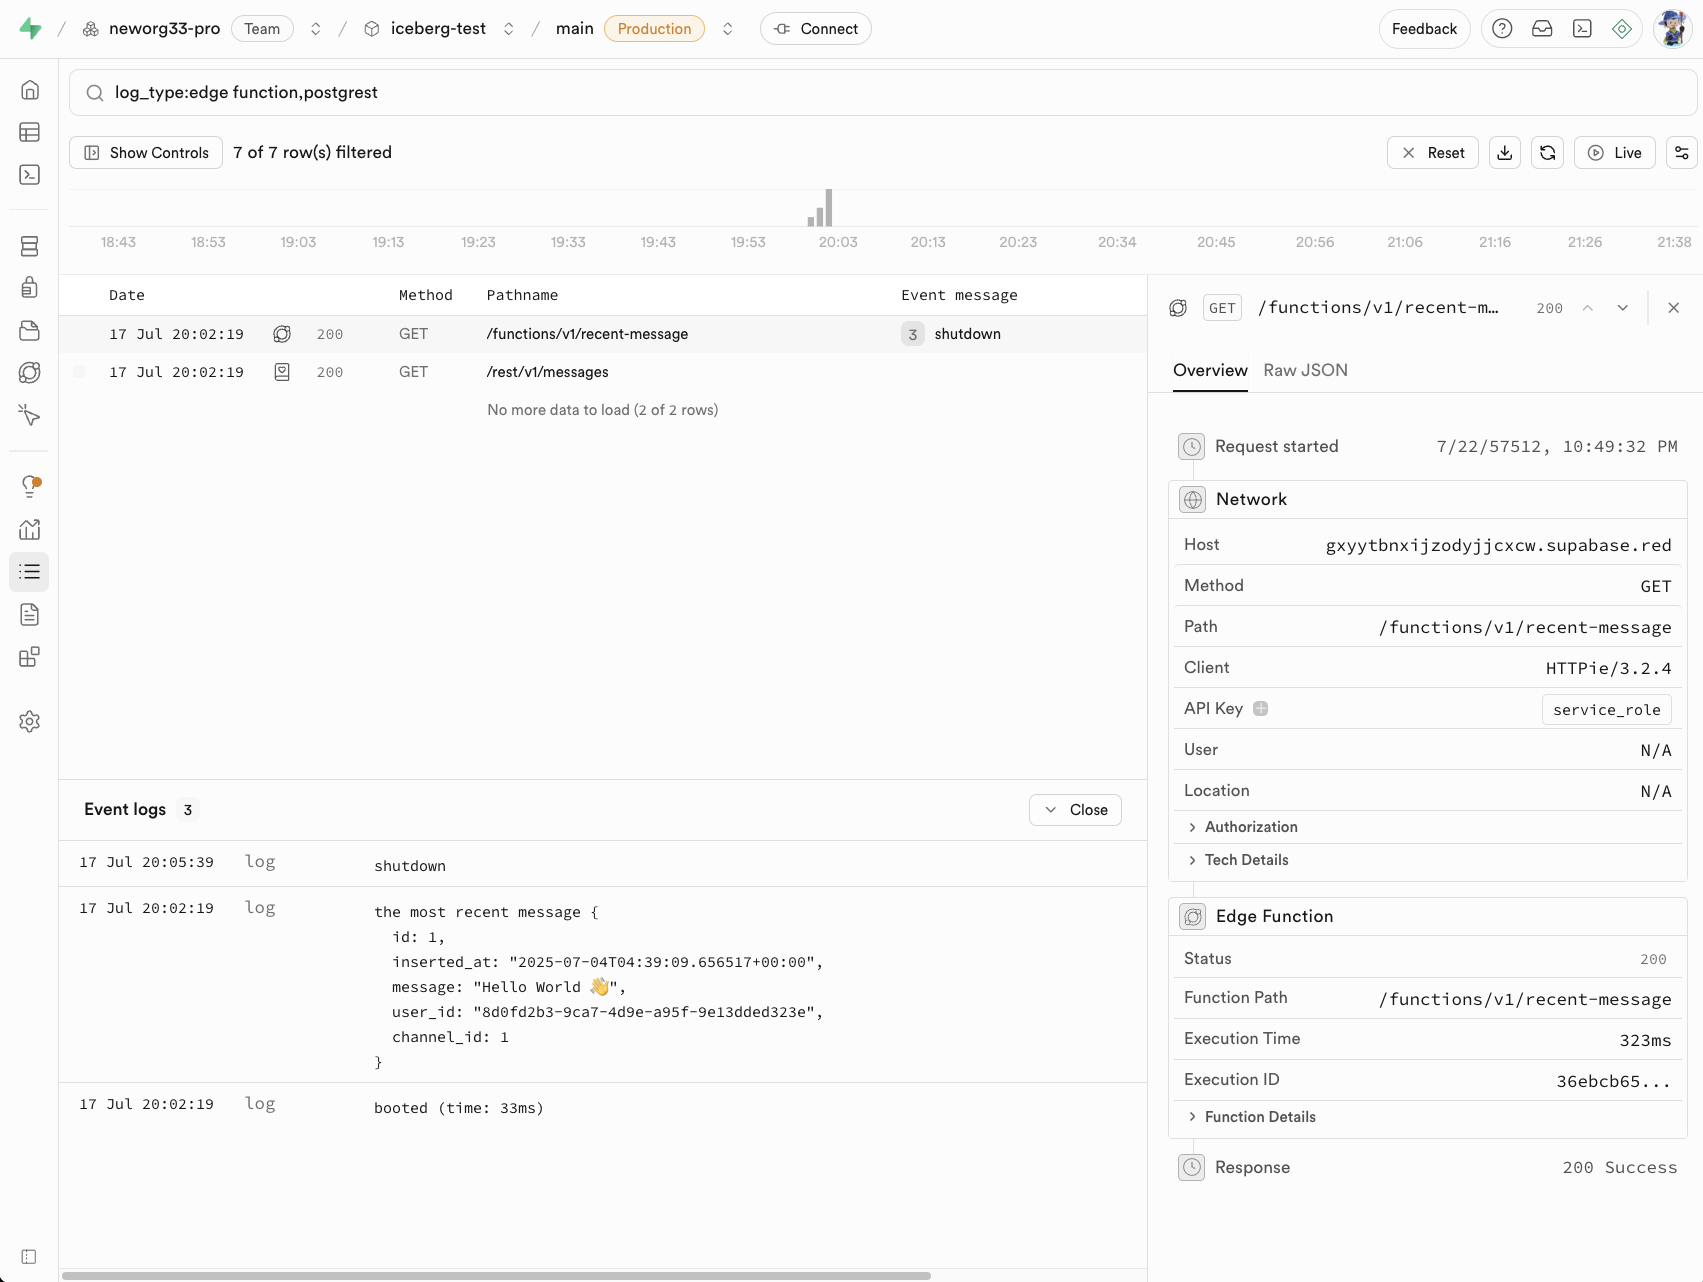 / neworg33-pro Team / iceberg-test / main Production Connect Feedback
log_type:edge function,postgrest
Show Controls 7 of 7 row(s) filtered Reset Live
18:43 18:53 19:03 19:13 19:23 19:33 19:43 19:53 20:03 20:13 20:23 20:34 20:45 20:56 21:06 21:16 21:26 21:38
Date Method Pathname Event message
17 Jul 20:02:19 200 GET /functions/v1/recent-message 3 shutdown
17 Jul 20:02:19 200 GET /rest/v1/messages
No more data to load (2 of 2 rows)
Event logs 3 Close
17 Jul 20:05:39 log shutdown
17 Jul 20:02:19 log the most recent message {
id: 1,
inserted_at: "2025-07-04T04:39:09.656517+00:00",
message: "Hello World 👋",
user_id: "8d0fd2b3-9ca7-4d9e-a95f-9e13dded323e",
channel_id: 1
}
17 Jul 20:02:19 log booted (time: 33ms)
GET /functions/v1/recent-m... 200
Overview Raw JSON
Request started 7/22/57512, 10:49:32 PM
Network
Host gxyytbnxijzodyjjcxcw.supabase.red
Method GET
Path /functions/v1/recent-message
Client HTTPie/3.2.4
API Key service_role
User N/A
Location N/A
Authorization
Tech Details
Edge Function
Status 200
Function Path /functions/v1/recent-message
Execution Time 323ms
Execution ID 36ebcb65...
Function Details
Response 200 Success